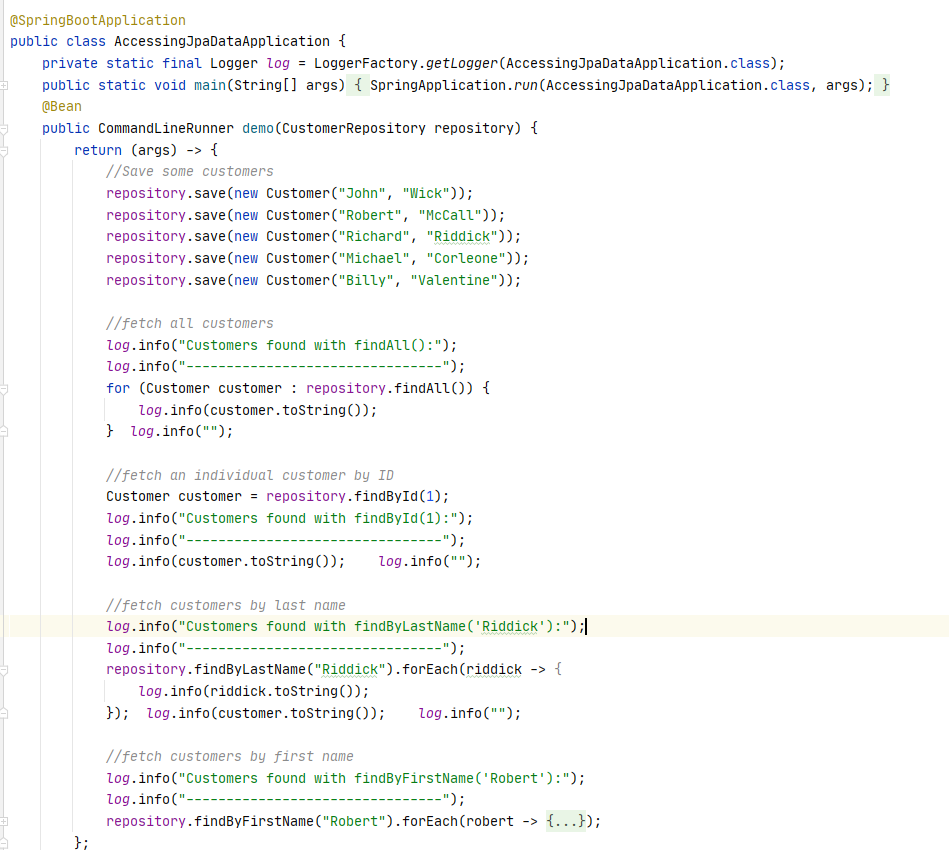 @SpringBootApplication
public class AccessingJpaDataApplication {
    private static final Logger log = LoggerFactory.getLogger(AccessingJpaDataApplication.class);
    public static void main(String[] args) { SpringApplication.run(AccessingJpaDataApplication.class, args); }
    @Bean
    public CommandLineRunner demo(CustomerRepository repository) {
        return (args) -> {
            //Save some customers
            repository.save(new Customer("John", "Wick"));
            repository.save(new Customer("Robert", "McCall"));
            repository.save(new Customer("Richard", "Riddick"));
            repository.save(new Customer("Michael", "Corleone"));
            repository.save(new Customer("Billy", "Valentine"));

            //fetch all customers
            log.info("Customers found with findAll():");
            log.info("--------------------------------");
            for (Customer customer : repository.findAll()) {
                log.info(customer.toString());
            }  log.info("");

            //fetch an individual customer by ID
            Customer customer = repository.findById(1);
            log.info("Customers found with findById(1):");
            log.info("--------------------------------");
            log.info(customer.toString());    log.info("");

            //fetch customers by last name
            log.info("Customers found with findByLastName('Riddick'):");
            log.info("--------------------------------");
            repository.findByLastName("Riddick").forEach(riddick -> {
                log.info(riddick.toString());
            });  log.info(customer.toString());    log.info("");

            //fetch customers by first name
            log.info("Customers found with findByFirstName('Robert'):");
            log.info("--------------------------------");
            repository.findByFirstName("Robert").forEach(robert -> {...});
        };